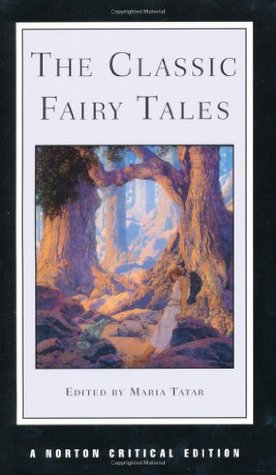 THE CLASSIC
FAIRY TALES
EDITED BY MARIA TATAR
A NORTON CRITICAL EDITION